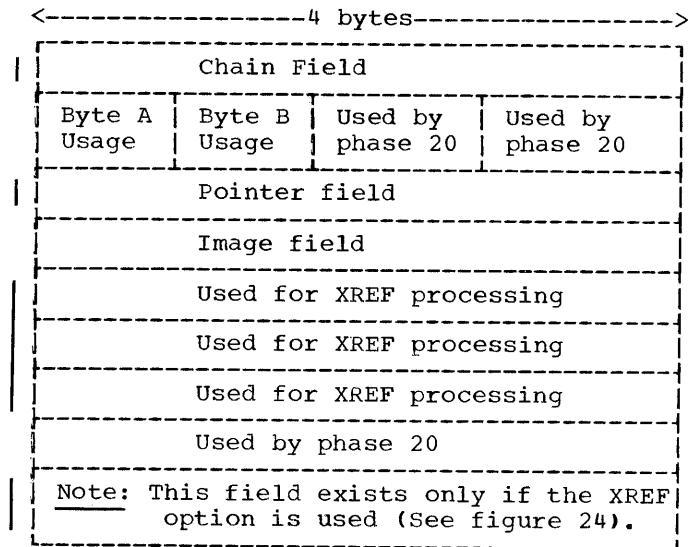 <-----------------4 bytes----------------->
Chain Field
Byte A | Byte B | Used by | Used by
Usage | Usage | phase 20 | phase 20
Pointer field
Image field
Used for XREF processing
Used for XREF processing
Used for XREF processing
Used by phase 20
Note: This field exists only if the XREF
option is used (See figure 24).